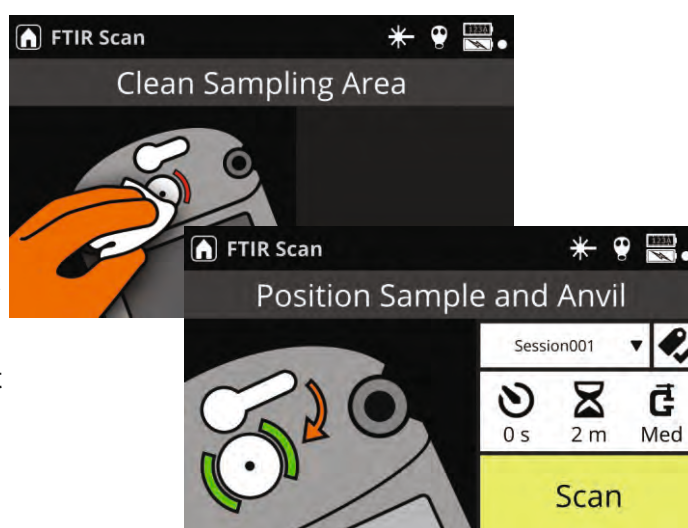 FTIR Scan
Clean Sampling Area
FTIR Scan
Position Sample and Anvil
Session001
0 s
2 m
Med
Scan